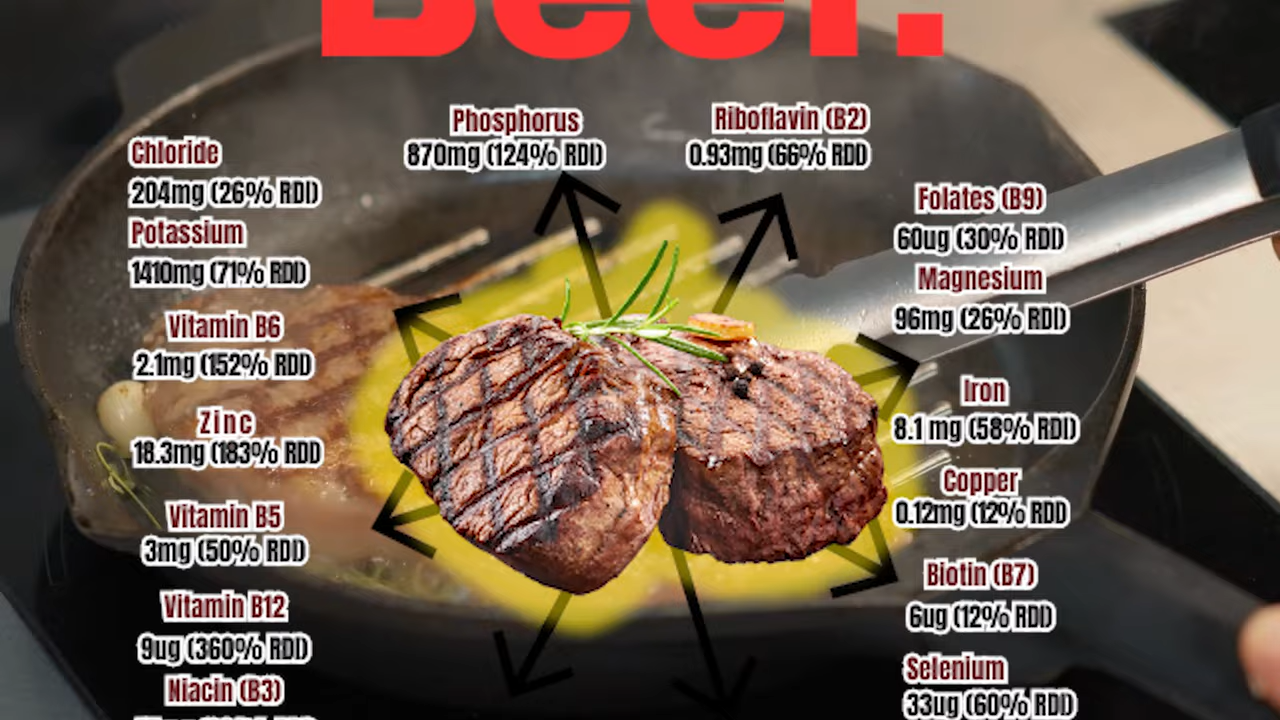 Beef.
Phosphorus
870mg (124% RDI)
Riboflavin (B2)
0.93mg (66% RDI)
Chloride
204mg (26% RDI)
Potassium
1410mg (71% RDI)
Vitamin B6
2.1mg (152% RDI)
Zinc
18.3mg (183% RDI)
Vitamin B5
3mg (50% RDI)
Vitamin B12
9ug (360% RDI)
Niacin (B3)
Folates (B9)
60ug (30% RDI)
Magnesium
96mg (26% RDI)
Iron
8.1 mg (58% RDI)
Copper
0.12mg (12% RDI)
Biotin (B7)
6ug (12% RDI)
Selenium
33ug (60% RDI)